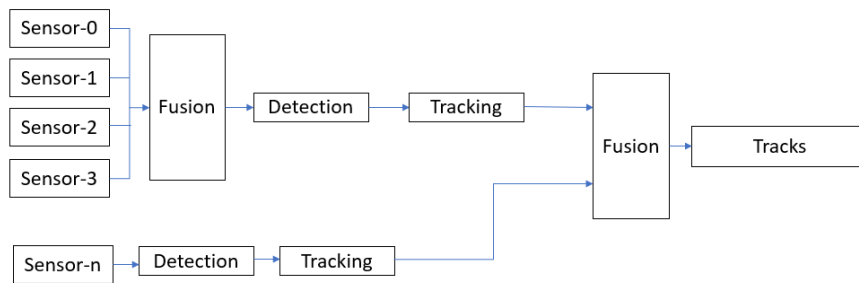 Sensor-0
Sensor-1
Sensor-2
Sensor-3
Fusion
Detection
Tracking
Fusion
Tracks
Sensor-n
Detection
Tracking